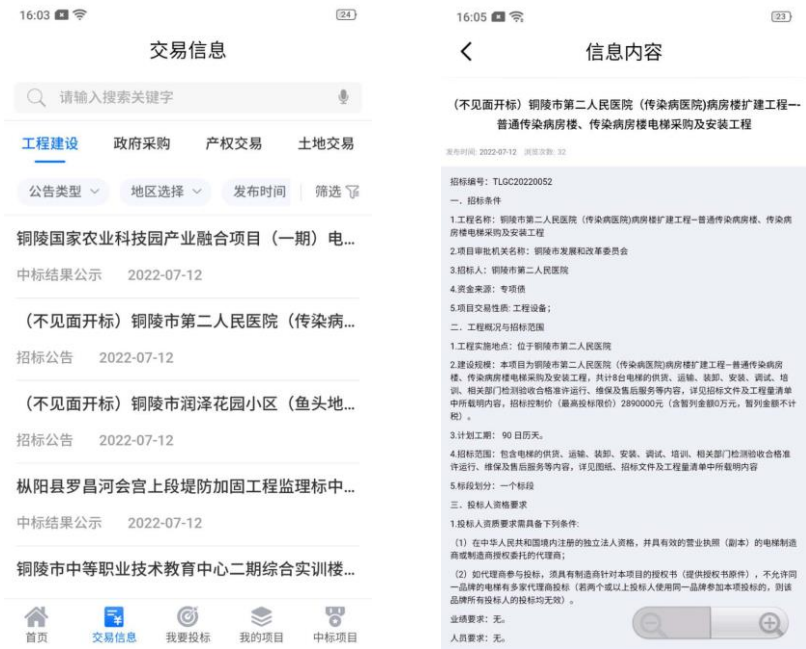 16:03
24
交易信息
请输入搜索关键字
工程建设 政府采购 产权交易 土地交易
公告类型 地区选择 发布时间 筛选
铜陵国家农业科技园产业融合项目（一期）电...
中标结果公示 2022-07-12
（不见面开标）铜陵市第二人民医院（传染病...
招标公告 2022-07-12
（不见面开标）铜陵市润泽花园小区（鱼头地...
招标公告 2022-07-12
枞阳县罗昌河会宫上段堤防加固工程监理标中...
中标结果公示 2022-07-12
铜陵市中等职业技术教育中心二期综合实训楼...
首页 交易信息 我要投标 我的项目 中标项目
16:05
23
信息内容
（不见面开标）铜陵市第二人民医院（传染病医院)病房楼扩建工程—-
普通传染病房楼、传染病房楼电梯采购及安装工程
发布时间: 2022-07-12 浏览次数: 32
招标编号：TLGC20220052
一、招标条件
1.工程名称：铜陵市第二人民医院（传染病医院)病房楼扩建工程—普通传染病房楼、传染病
房楼电梯采购及安装工程
2.项目审批机关名称：铜陵市发展和改革委员会
3.招标人：铜陵市第二人民医院
4.资金来源：专项债
5.项目交易性质: 工程设备；
二、工程概况与招标范围
1.工程实施地点：位于铜陵市第二人民医院
2.建设规模：本项目为铜陵市第二人民医院（传染病医院)病房楼扩建工程—普通传染病房
楼、传染病房楼电梯采购及安装工程，共计8台电梯的供货、运输、装卸、安装、调试、培
训、相关部门检测验收合格准许运行、维保及售后服务等内容，详见招标文件及工程量清单
中所载明内容，招标控制价（最高投标限价）2890000元（含暂列金额0万元，暂列金额不计
税）。
3.计划工期： 90 日历天。
4.招标范围：包含电梯的供货、运输、装卸、安装、调试、培训、相关部门检测验收合格准
许运行、维保及售后服务等内容，详见图纸、招标文件及工程量清单中所载明内容
5.标段划分：一个标段
三、投标人资格要求
1.投标人资质要求需具备下列条件:
（1）在中华人民共和国境内注册的独立法人资格，并具有效的营业执照（副本）的电梯制造
商或制造商授权委托的代理商；
（2）如代理商参与投标，须具有制造商针对本项目的授权书（提供授权书原件），不允许同
一品牌的电梯有多家代理商投标（若两个或以上投标人使用同一品牌参加本项投标的，则该
品牌所有投标人的投标均无效）。
业绩要求：无。
人员要求：无。